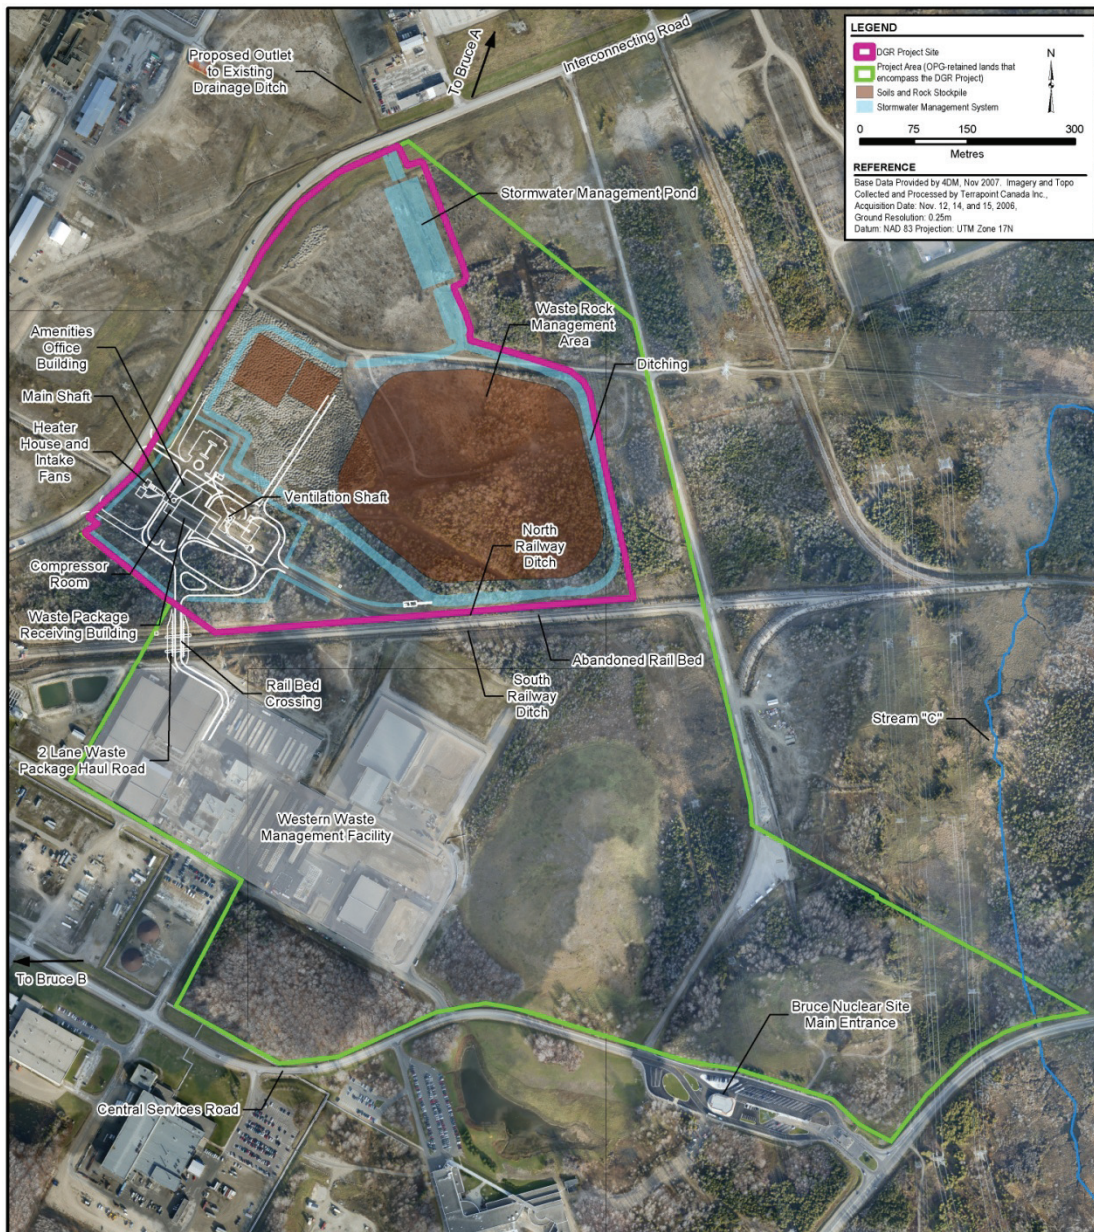 LEGEND
DGR Project Site
Project Area (OPG-retained lands that
encompass the DGR Project)
Soils and Rock Stockpile
Stormwater Management System
N
0 75 150 300
Metres
REFERENCE
Base Data Provided by 4DM, Nov 2007. Imagery and Topo
Collected and Processed by Terrapoint Canada Inc.,
Acquisition Date: Nov. 12, 14, and 15, 2006,
Ground Resolution: 0.25m
Datum: NAD 83 Projection: UTM Zone 17N
Proposed Outlet
to Existing
Drainage Ditch
To Bruce A
Interconnecting Road
Stormwater Management Pond
Waste Rock
Management
Area
Ditching
Amenities
Office
Building
Main Shaft
Heater
House and
Intake
Fans
Ventilation Shaft
Compressor
Room
North
Railway
Ditch
Waste Package
Receiving Building
Abandoned Rail Bed
Rail Bed
Crossing
South
Railway
Ditch
Stream "C"
2 Lane Waste
Package Haul Road
Western Waste
Management Facility
To Bruce B
Bruce Nuclear Site
Main Entrance
Central Services Road